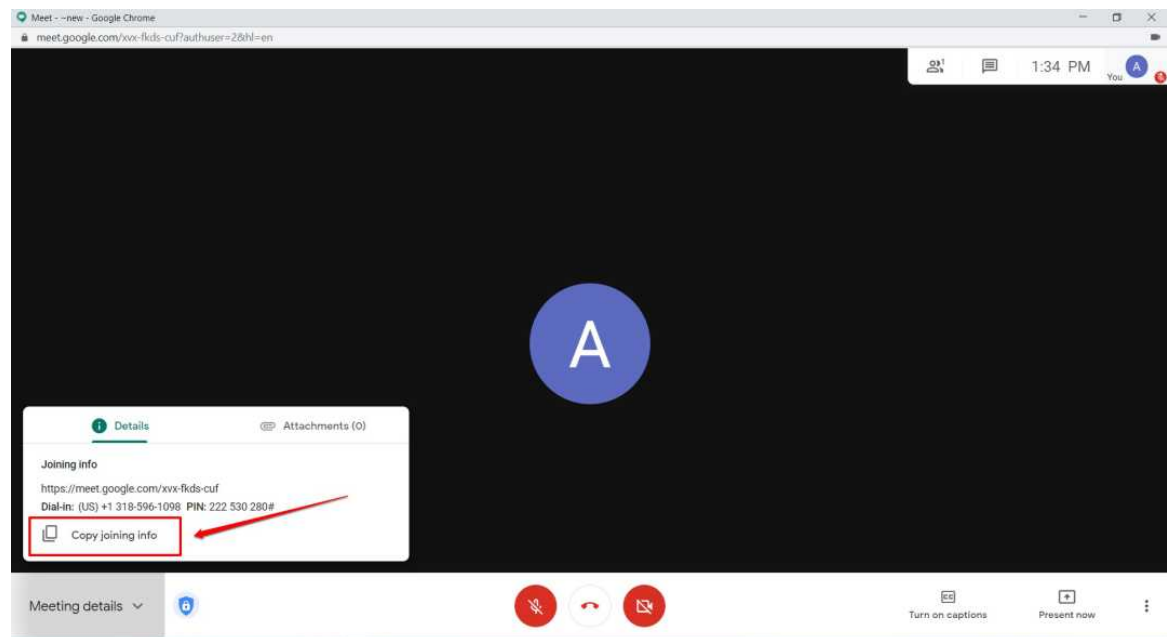 Meet - ~new - Google Chrome
meet.google.com/xvx-fkds-cuf?authuser=2&hl=en
1 1:34 PM You A
A
Details Attachments (0)
Joining info
https://meet.google.com/xvx-fkds-cuf
Dial-in: (US) +1 318-596-1098 PIN: 222 530 280#
Copy joining info
Meeting details
CC
Turn on captions Present now